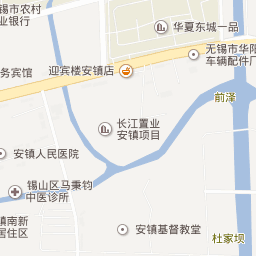 锡市农村
业银行
华夏东城一品
无锡市华阳
车辆配件厂
务宾馆
迎宾楼安镇店
前泽
长江置业
安镇项目
安镇人民医院
锡山区马秉钧
中医诊所
镇南新
居住区
安镇基督教堂
杜家坝